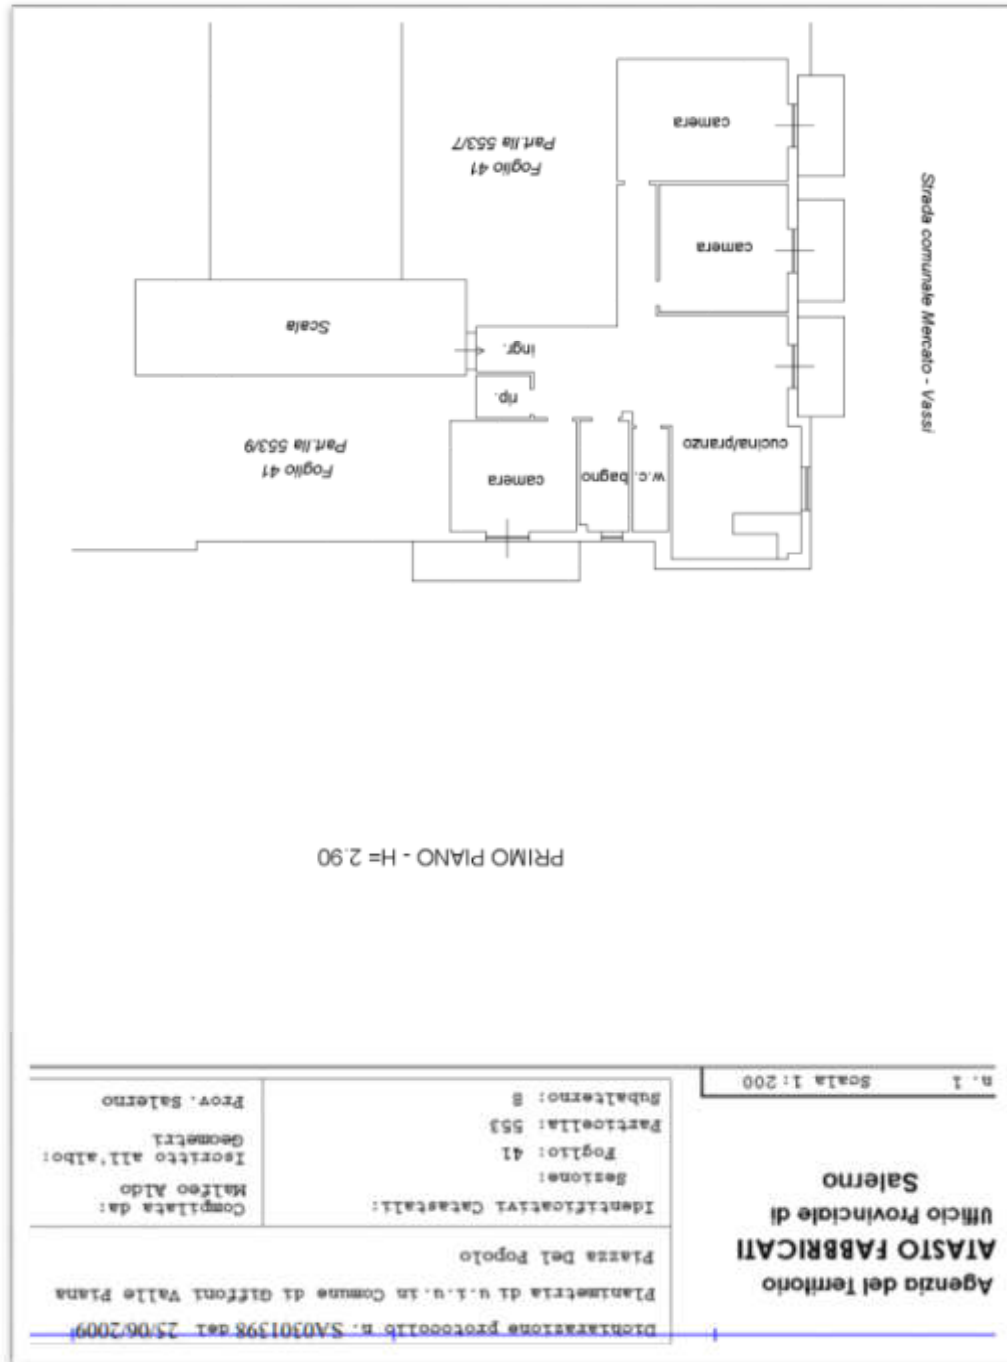 Agenzia del Territorio
ATASTO FABBRICATI
Ufficio Provinciale di
Salerno
n. 1
Scala 1:200
Dichiarazione protocollo n. SA0301398 del 25/06/2009
Planimetria di u.i.u. in Comune di Giffoni Valle Piana
Piazza Del Popolo
Identificativi Catastali:
Sezione:
Foglio: 41
Particella: 553
Subalterno: 8
Compilata da:
Malfeo Aldo
Iscritto all'albo:
Geometri
Prov. Salerno
PRIMO PIANO - H= 2.90
w.c.
bagno
camera
cucina/pranzo
Foglio 41
Part.lla 553/9
rip.
ingr.
Scala
Strada comunale Mercato - Vassi
camera
Foglio 41
Part.lla 553/7
camera